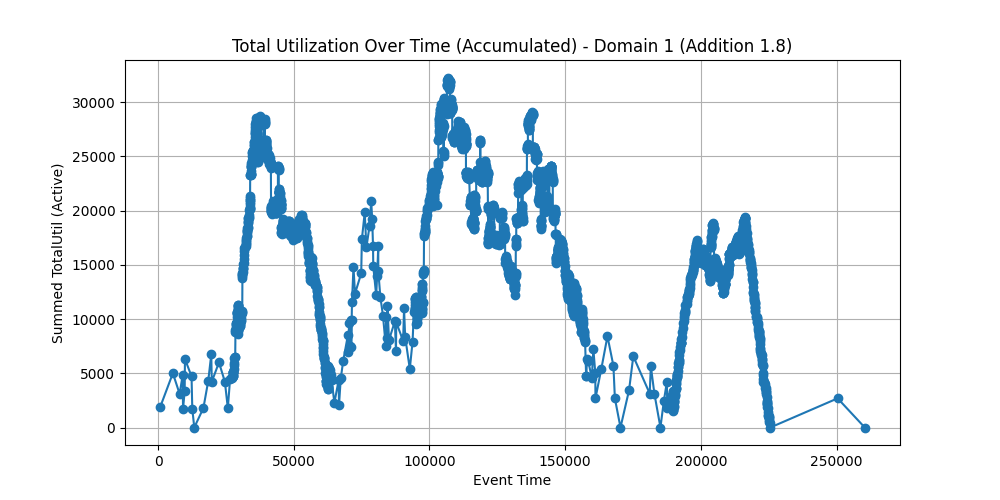 Total Utilization Over Time (Accumulated) - Domain 1 (Addition 1.8)
Summed TotalUtil (Active)
30000
25000
20000
15000
10000
5000
0
0 50000 100000 150000 200000 250000
Event Time